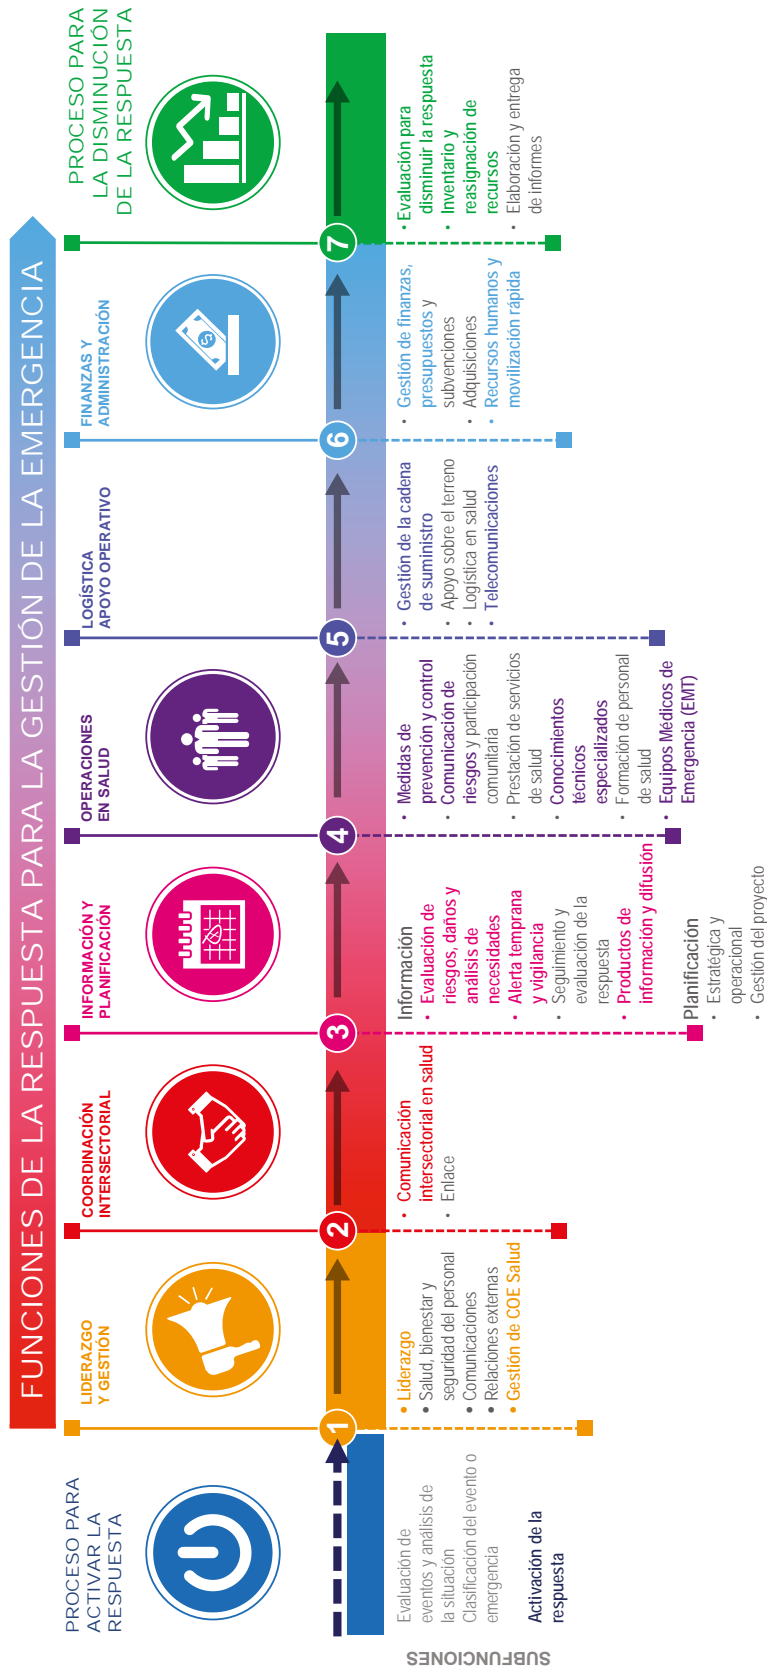 FUNCIONES DE LA RESPUESTA PARA LA GESTIÓN DE LA EMERGENCIA
PROCESO PARA
ACTIVAR LA
RESPUESTA
LIDERAZGO
Y GESTIÓN
COORDINACIÓN
INTERSECTORIAL
INFORMACIÓN Y
PLANIFICACIÓN
OPERACIONES
EN SALUD
LOGÍSTICA
APOYO OPERATIVO
FINANZAS Y
ADMINISTRACIÓN
PROCESO PARA
LA DISMINUCIÓN
DE LA RESPUESTA
$
1
2
3
4
5
6
7
SUBFUNCIONES
Evaluación de
eventos y análisis de
la situación
Clasificación del evento o
emergencia
Activación de la
respuesta
• Liderazgo
• Salud, bienestar y
seguridad del personal
• Comunicaciones
• Relaciones externas
• Gestión de COE Salud
• Comunicación
intersectorial en salud
• Enlace
Información
• Evaluación de
riesgos, daños y
análisis de
necesidades
• Alerta temprana
y vigilancia
• Seguimiento y
evaluación de la
respuesta
• Productos de
información y difusión
Planificación
• Estratégica y
operacional
• Gestión del proyecto
• Medidas de
prevención y control
• Comunicación de
riesgos y participación
comunitaria
• Prestación de servicios
de salud
• Conocimientos
técnicos
especializados
• Formación de personal
de salud
• Equipos Médicos de
Emergencia (EMT)
• Gestión de la cadena
de suministro
• Apoyo sobre el terreno
• Logística en salud
• Telecomunicaciones
• Gestión de finanzas,
presupuestos y
subvenciones
• Adquisiciones
• Recursos humanos y
movilización rápida
• Evaluación para
disminuir la respuesta
• Inventario y
reasignación de
recursos
• Elaboración y entrega
de informes